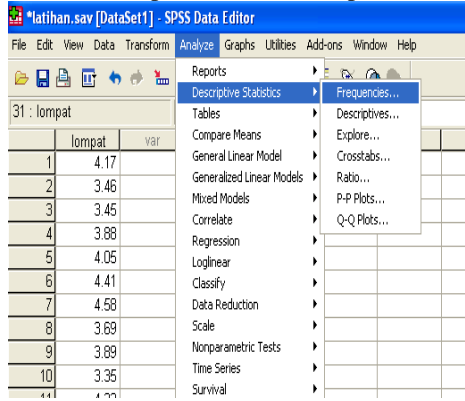 *latihan.sav [DataSet1] - SPSS Data Editor
File Edit View Data Transform Analyze Graphs Utilities Add-ons Window Help
31 : lompat
lompat var
1 4.17
2 3.46
3 3.45
4 3.88
5 4.05
6 4.41
7 4.58
8 3.69
9 3.89
10 3.35
Reports
Descriptive Statistics
Tables
Compare Means
General Linear Model
Generalized Linear Models
Mixed Models
Correlate
Regression
Loglinear
Classify
Data Reduction
Scale
Nonparametric Tests
Time Series
Survival
Frequencies...
Descriptives...
Explore...
Crosstabs...
Ratio...
P-P Plots...
Q-Q Plots...